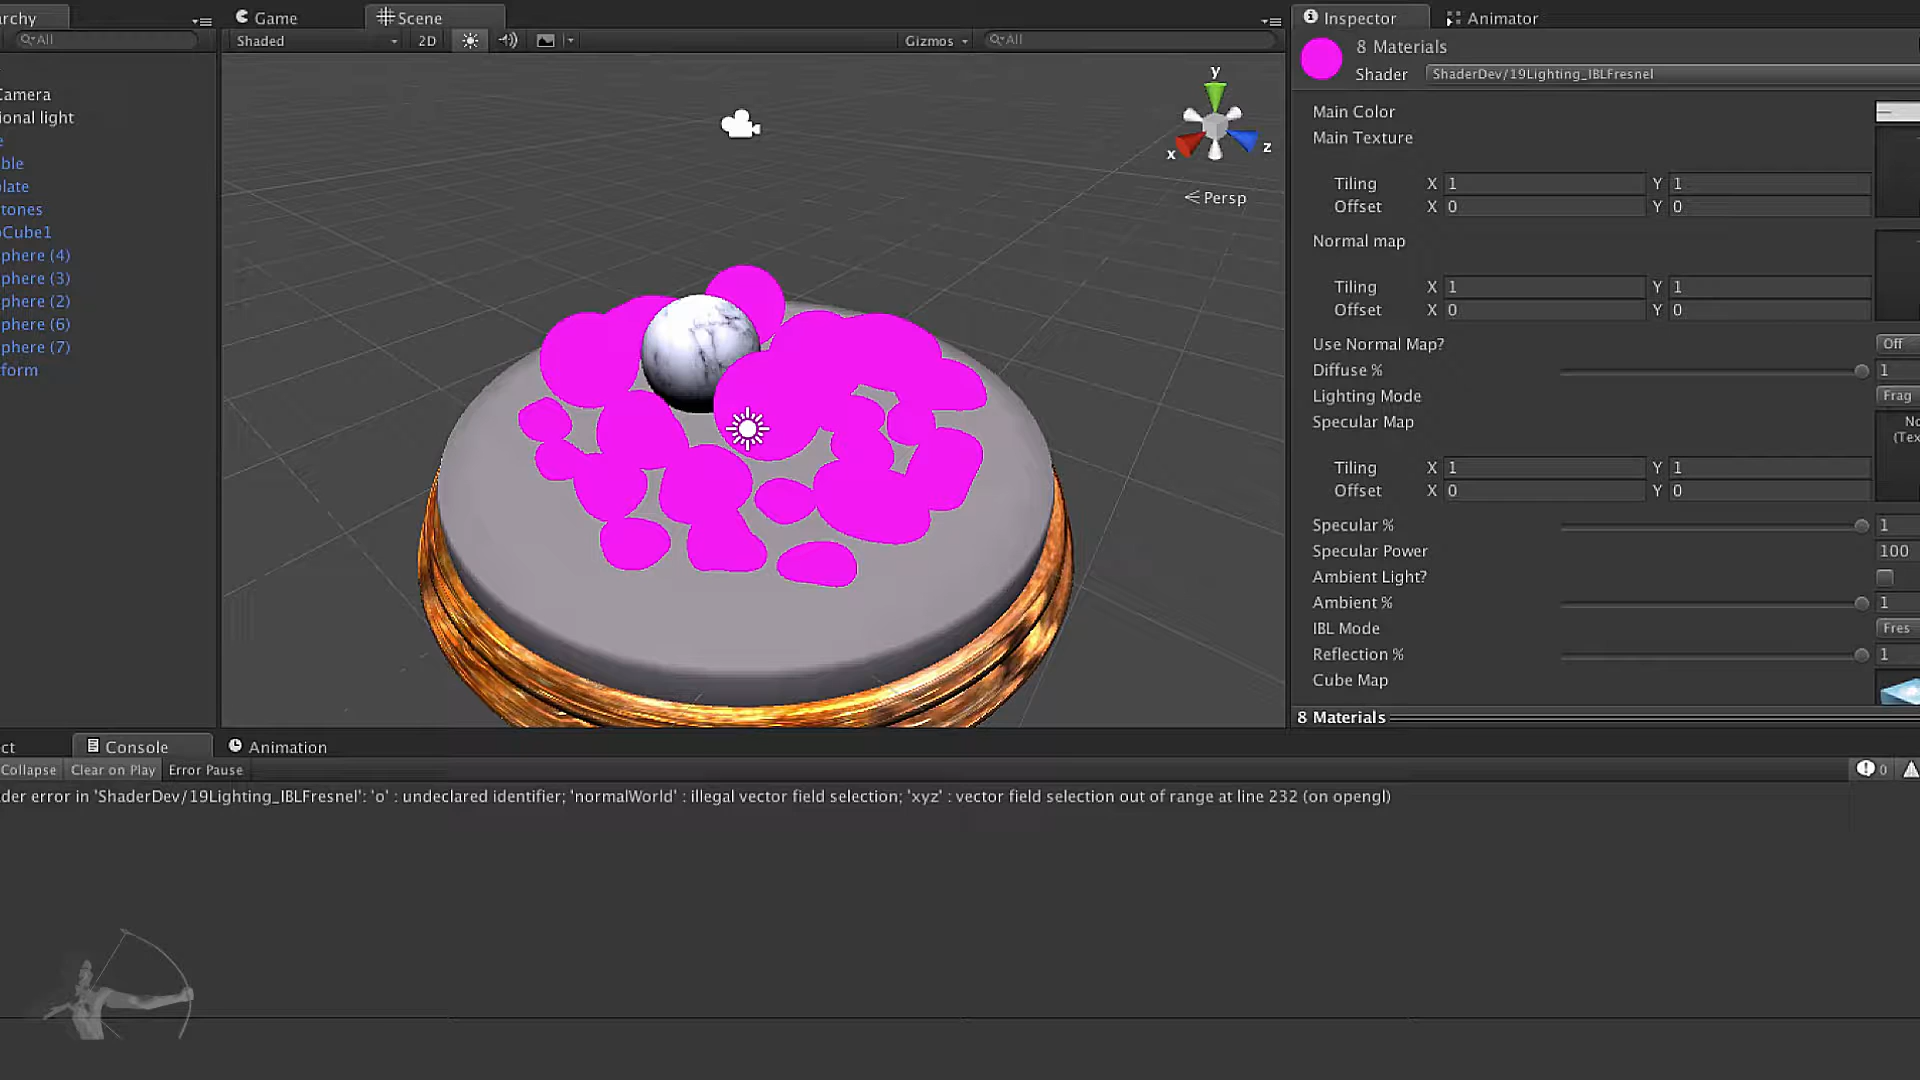 rchy
Game
Scene
Inspector
Animator
All
Shaded
2D
Gizmos
All
8 Materials
Shader
ShaderDev/19Lighting_IBLFresnel
Camera
ional light
e
ble
late
tones
Cube1
phere (4)
phere (3)
phere (2)
phere (6)
phere (7)
form
y
x
z
Persp
Main Color
Main Texture
Tiling X 1 Y 1
Offset X 0 Y 0
Normal map
Tiling X 1 Y 1
Offset X 0 Y 0
Use Normal Map? Off
Diffuse % 1
Lighting Mode Frag
Specular Map No
(Tex
Tiling X 1 Y 1
Offset X 0 Y 0
Specular % 1
Specular Power 100
Ambient Light?
Ambient % 1
IBL Mode Fres
Reflection % 1
Cube Map
8 Materials
ct
Console
Animation
Collapse
Clear on Play
Error Pause
0
der error in 'ShaderDev/19Lighting_IBLFresnel': 'o' : undeclared identifier; 'normalWorld' : illegal vector field selection; 'xyz' : vector field selection out of range at line 232 (on opengl)